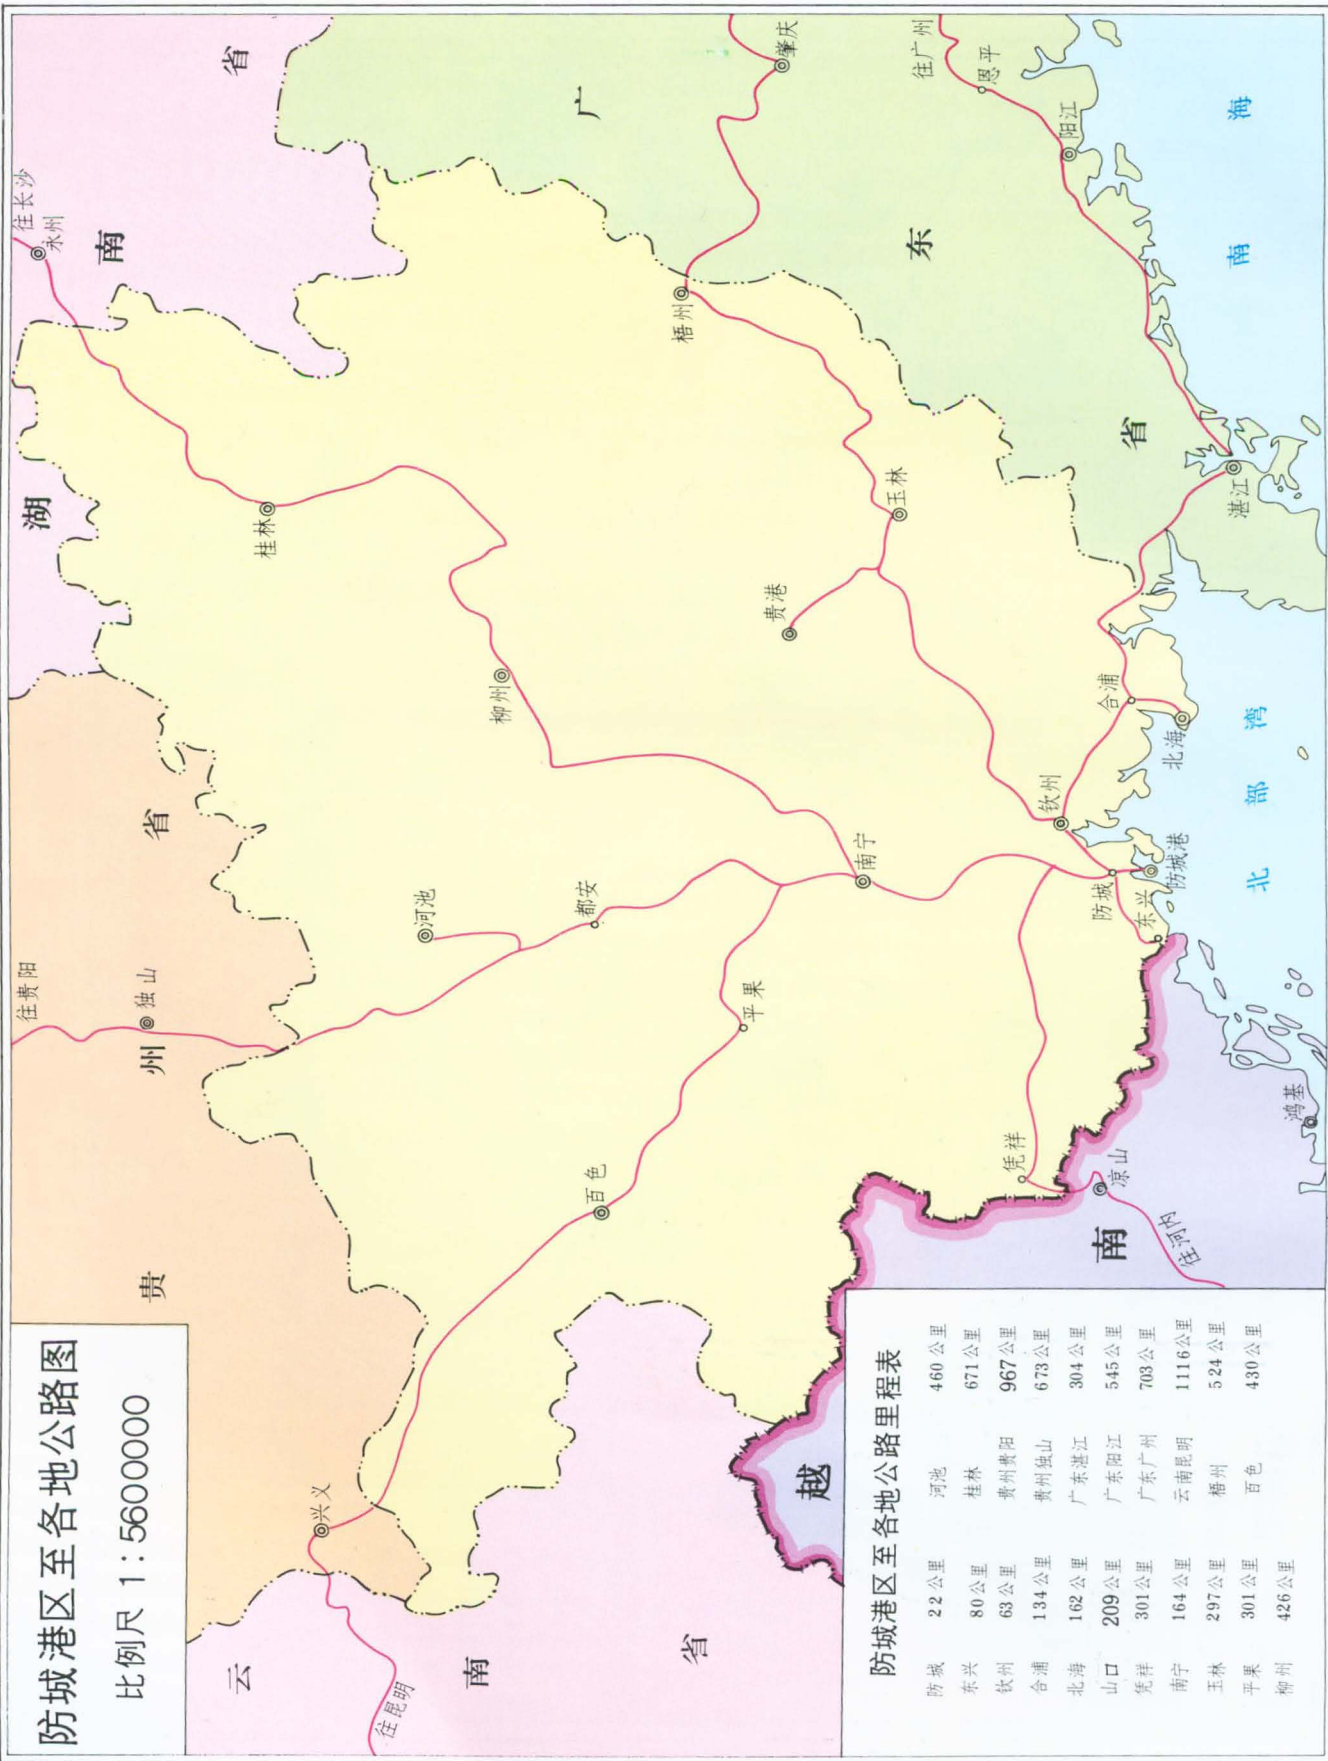 防城港区至各地公路图
比例尺 1:5600000
湖
南
省
往长沙
永州
桂林
柳州
贵
州
省
往贵阳
独山
河池
都安
南宁
平果
百色
兴义
云
南
省
往昆明
广
东
省
肇庆
往广州
恩平
阳江
梧州
玉林
贵港
湛江
合浦
北海
钦州
防城
防城港
东兴
凭祥
凉山
往河内
鸿基
越
南
北部湾
南海
防城港区至各地公路里程表
防城 22公里 河池 460公里
东兴 80公里 桂林 671公里
钦州 63公里 贵州贵阳 967公里
合浦 134公里 贵州独山 673公里
北海 162公里 广东湛江 304公里
山口 209公里 广东阳江 545公里
凭祥 301公里 广东广州 703公里
南宁 164公里 云南昆明 1116公里
玉林 297公里 梧州 524公里
平果 301公里 百色 430公里
柳州 426公里